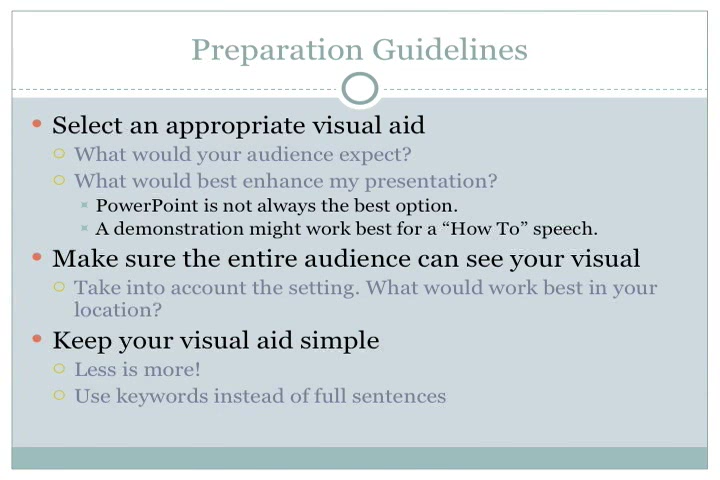 Preparation Guidelines
Select an appropriate visual aid
What would your audience expect?
What would best enhance my presentation?
PowerPoint is not always the best option.
A demonstration might work best for a “How To” speech.
Make sure the entire audience can see your visual
Take into account the setting. What would work best in your
location?
Keep your visual aid simple
Less is more!
Use keywords instead of full sentences